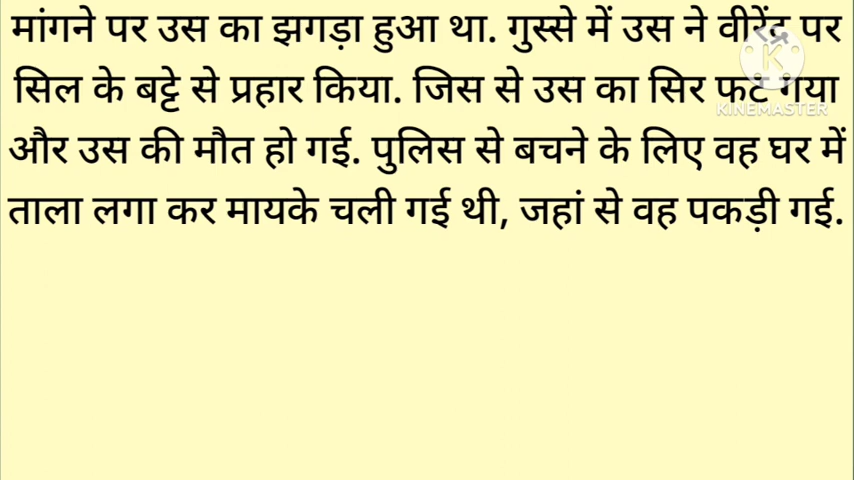 मांगने पर उस का झगड़ा हुआ था. गुस्से में उस ने वीरेंद्र पर
सिल के बट्टे से प्रहार किया. जिस से उस का सिर फट गया
और उस की मौत हो गई. पुलिस से बचने के लिए वह घर में
ताला लगा कर मायके चली गई थी, जहां से वह पकड़ी गई.
KINEMASTER